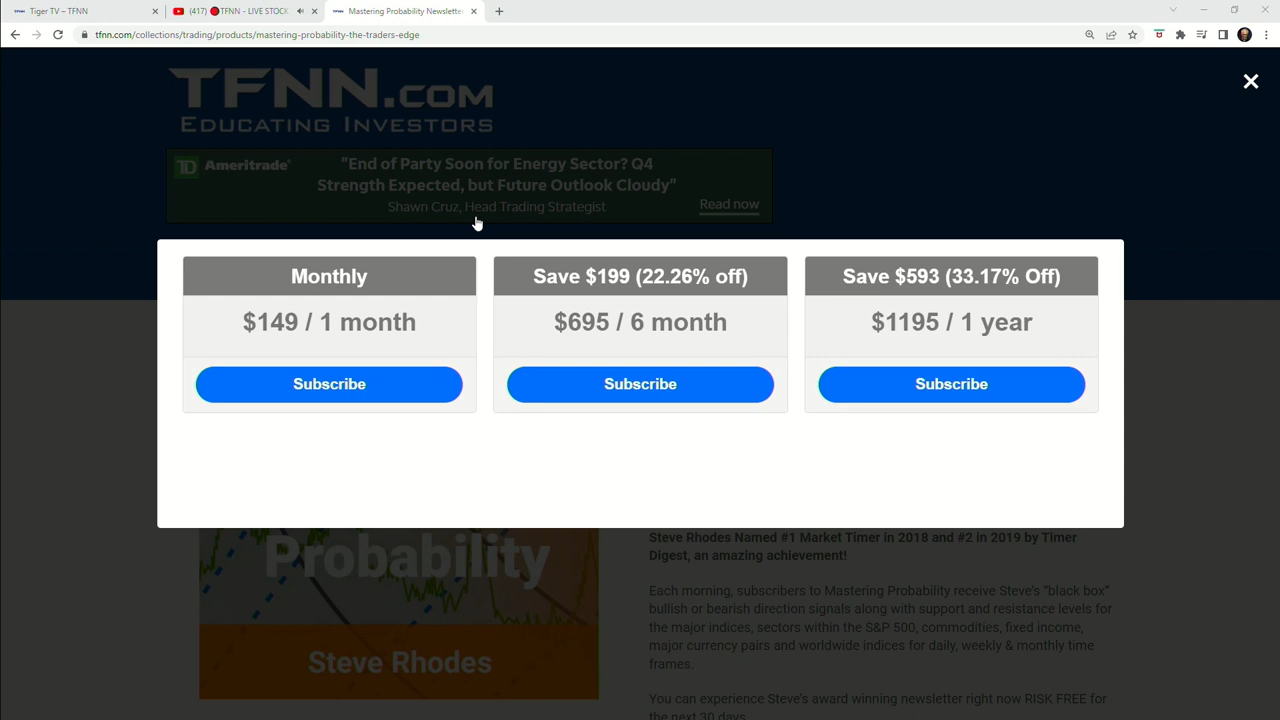 Tiger TV – TFNN
(417) 🔴TFNN - LIVE STOCK
Mastering Probability Newslette
tfnn.com/collections/trading/products/mastering-probability-the-traders-edge
TFNN.com
Educating Investors
TD Ameritrade®
"End of Party Soon for Energy Sector? Q4
Strength Expected, but Future Outlook Cloudy"
Shawn Cruz, Head Trading Strategist
Read now
Monthly
$149 / 1 month
Subscribe
Save $199 (22.26% off)
$695 / 6 month
Subscribe
Save $593 (33.17% Off)
$1195 / 1 year
Subscribe
Probability
Steve Rhodes
Steve Rhodes Named #1 Market Timer in 2018 and #2 in 2019 by Timer
Digest, an amazing achievement!
Each morning, subscribers to Mastering Probability receive Steve's "black box"
bullish or bearish direction signals along with support and resistance levels for
the major indices, sectors within the S&P 500, commodities, fixed income,
major currency pairs and worldwide indices for daily, weekly & monthly time
frames.
You can experience Steve's award winning newsletter right now RISK FREE for
the next 30 days